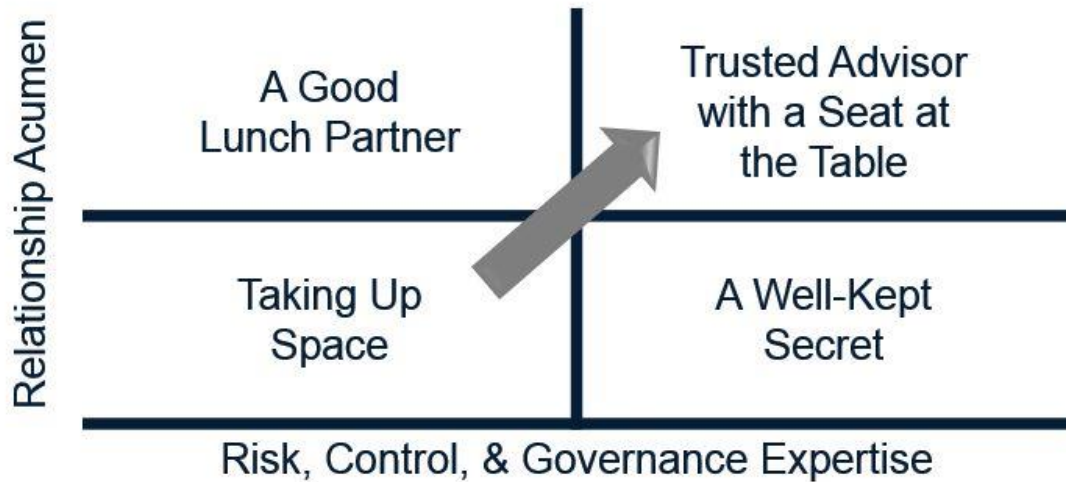 Relationship Acumen
A Good
Lunch Partner
Trusted Advisor
with a Seat at
the Table
Taking Up
Space
A Well-Kept
Secret
Risk, Control, & Governance Expertise